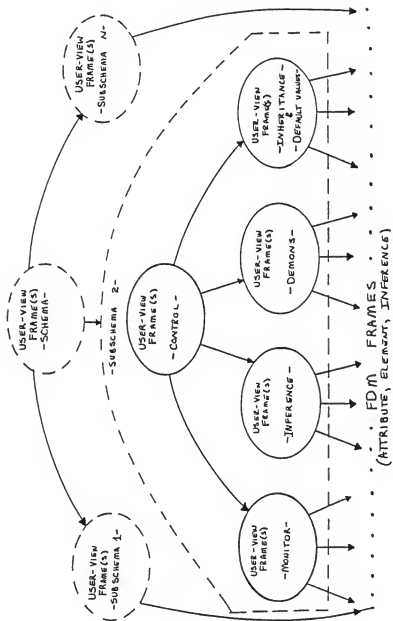 USER-VIEW
FRAME(S)
-SCHEMA-
USER-VIEW
FRAME(S)
-SUBSCHEMA 1-
-SUBSCHEMA 2-
USER-VIEW
FRAME(S)
-SUBSCHEMA N-
USER-VIEW
FRAME(S)
-CONTROL-
USER-VIEW
FRAME(S)
-MONITOR-
USER-VIEW
FRAME(S)
-INFERENCE-
USER-VIEW
FRAME(S)
-DEMONS-
USER-VIEW
FRAME(S)
-INHERITANCE-
&
-DEFAULT VALUES-
FDM FRAMES
(ATTRIBUTE, ELEMENT, INFERENCE)